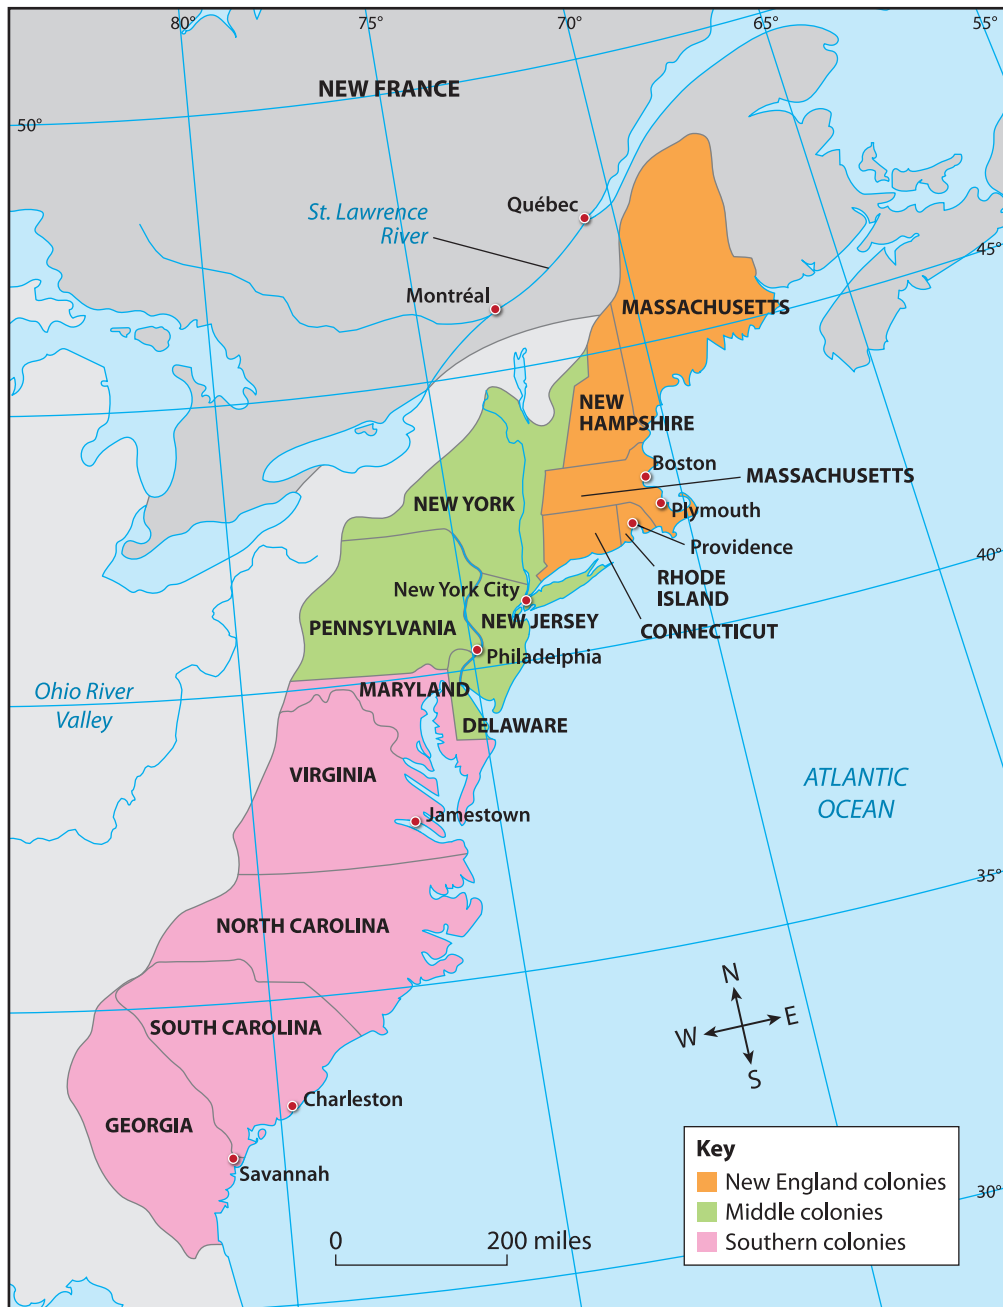 80°
75°
70°
65°
55°
NEW FRANCE
50°
St. Lawrence
River
Québec
45°
Montréal
MASSACHUSETTS
NEW
HAMPSHIRE
Boston
MASSACHUSETTS
NEW YORK
Plymouth
Providence
40°
RHODE
ISLAND
New York City
NEW JERSEY
CONNECTICUT
PENNSYLVANIA
Philadelphia
Ohio River
Valley
MARYLAND
DELAWARE
VIRGINIA
ATLANTIC
OCEAN
Jamestown
35°
NORTH CAROLINA
N
W
E
S
SOUTH CAROLINA
Charleston
GEORGIA
Savannah
Key
New England colonies
Middle colonies
Southern colonies
30°
0
200 miles